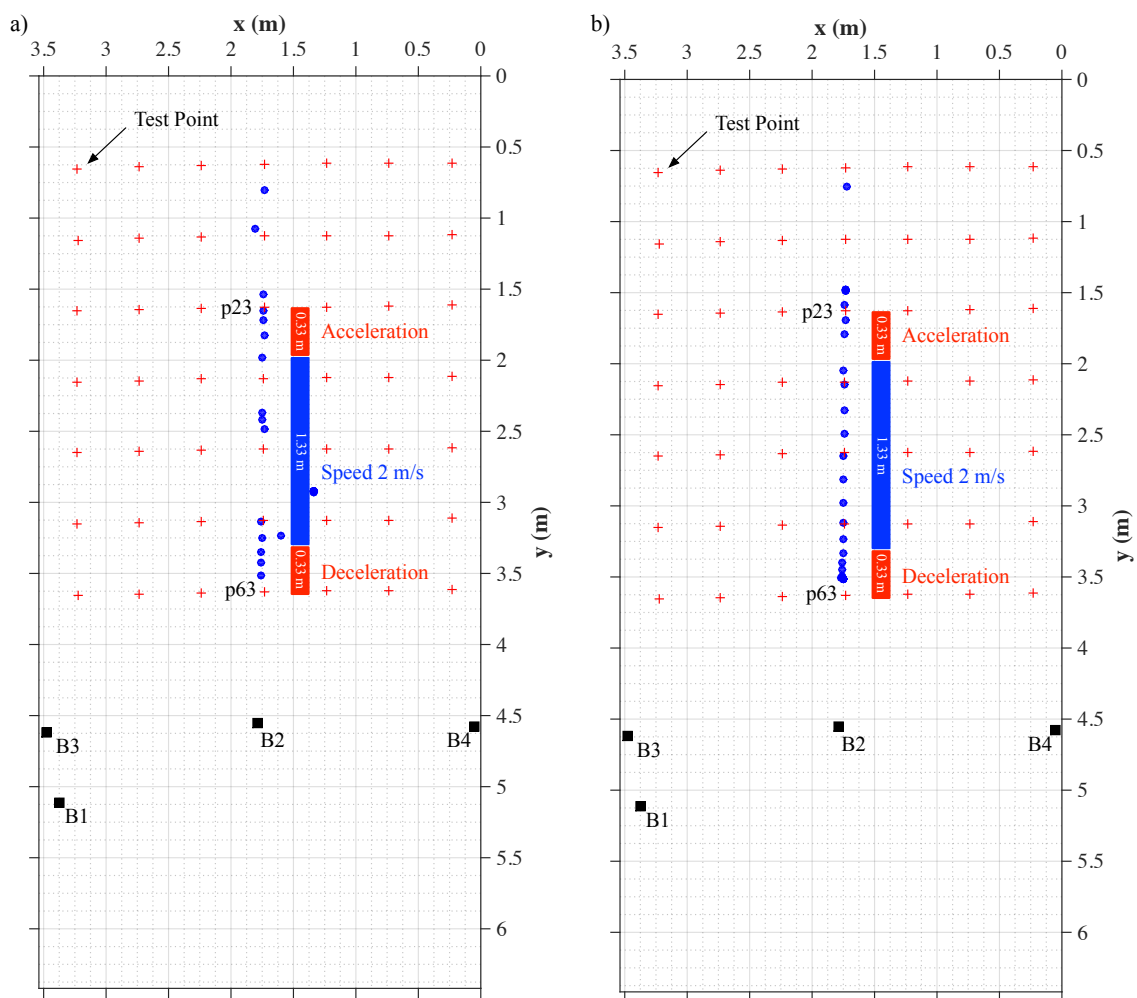 a)
x (m)
3.5 3 2.5 2 1.5 1 0.5 0
Test Point
0
0.5
1
1.5
2
2.5
3
3.5
4
4.5
5
5.5
6
y (m)
p23
0.33 m
Acceleration
1.33 m
Speed 2 m/s
0.33 m
Deceleration
p63
B3
B2
B4
B1
b)
x (m)
3.5 3 2.5 2 1.5 1 0.5 0
Test Point
0
0.5
1
1.5
2
2.5
3
3.5
4
4.5
5
5.5
6
y (m)
p23
0.33 m
Acceleration
1.33 m
Speed 2 m/s
0.33 m
Deceleration
p63
B3
B2
B4
B1